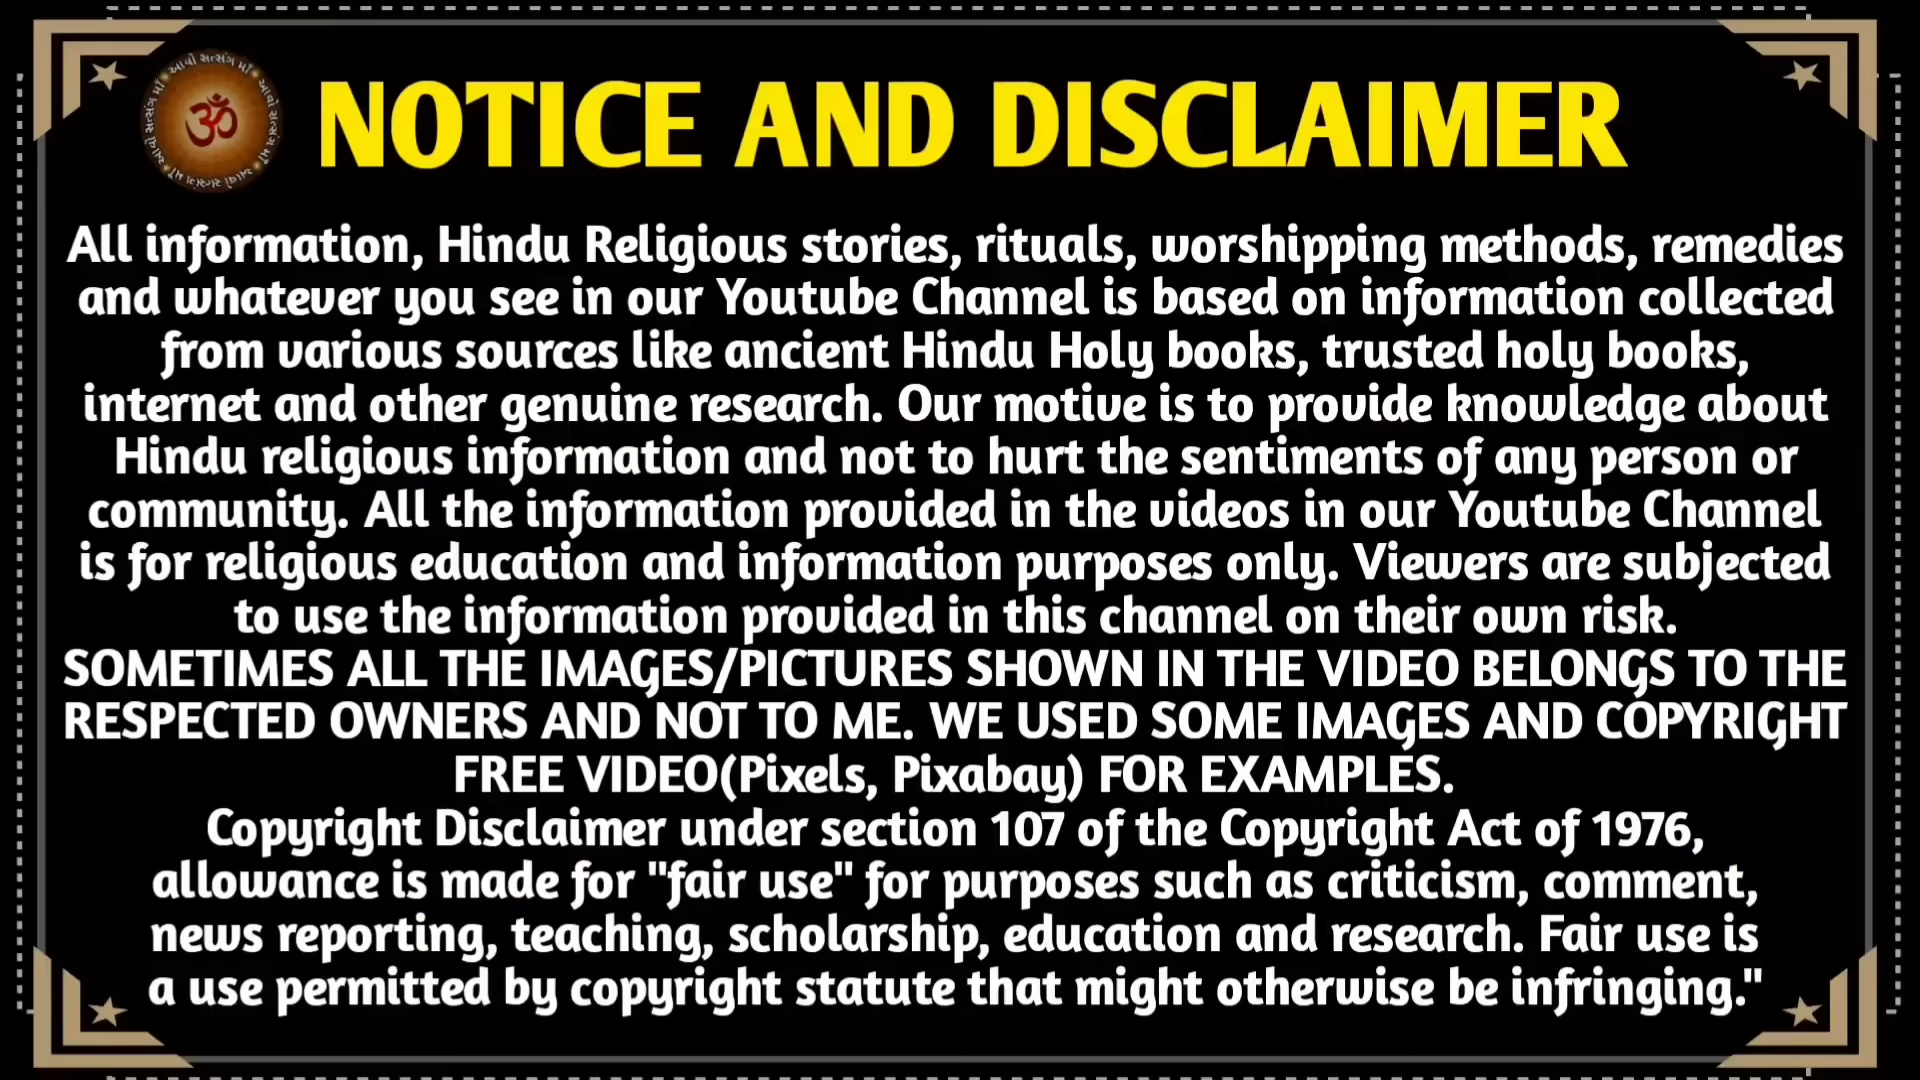 આવો સત્સંગ માઁ આવો સત્સંગ માઁ આવો સત્સંગ માઁ આવો સત્સંગ માઁ
ૐ
NOTICE AND DISCLAIMER
All information, Hindu Religious stories, rituals, worshipping methods, remedies
and whatever you see in our Youtube Channel is based on information collected
from various sources like ancient Hindu Holy books, trusted holy books,
internet and other genuine research. Our motive is to provide knowledge about
Hindu religious information and not to hurt the sentiments of any person or
community. All the information provided in the videos in our Youtube Channel
is for religious education and information purposes only. Viewers are subjected
to use the information provided in this channel on their own risk.
SOMETIMES ALL THE IMAGES/PICTURES SHOWN IN THE VIDEO BELONGS TO THE
RESPECTED OWNERS AND NOT TO ME. WE USED SOME IMAGES AND COPYRIGHT
FREE VIDEO(Pixels, Pixabay) FOR EXAMPLES.
Copyright Disclaimer under section 107 of the Copyright Act of 1976,
allowance is made for "fair use" for purposes such as criticism, comment,
news reporting, teaching, scholarship, education and research. Fair use is
a use permitted by copyright statute that might otherwise be infringing."